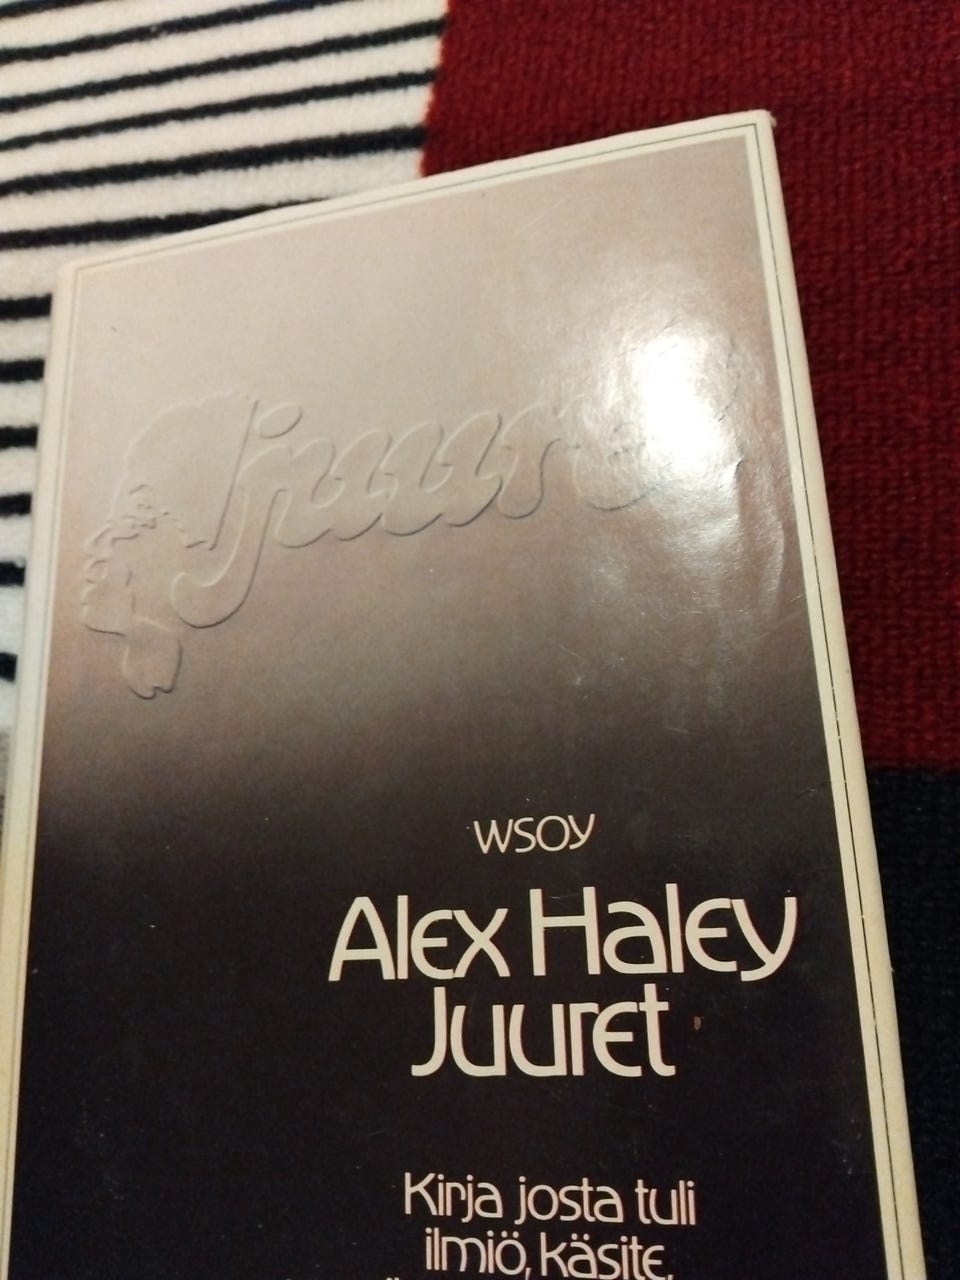 juuret
WSOY
Alex Haley
Juuret
Kirja josta tuli
ilmiö, käsite,